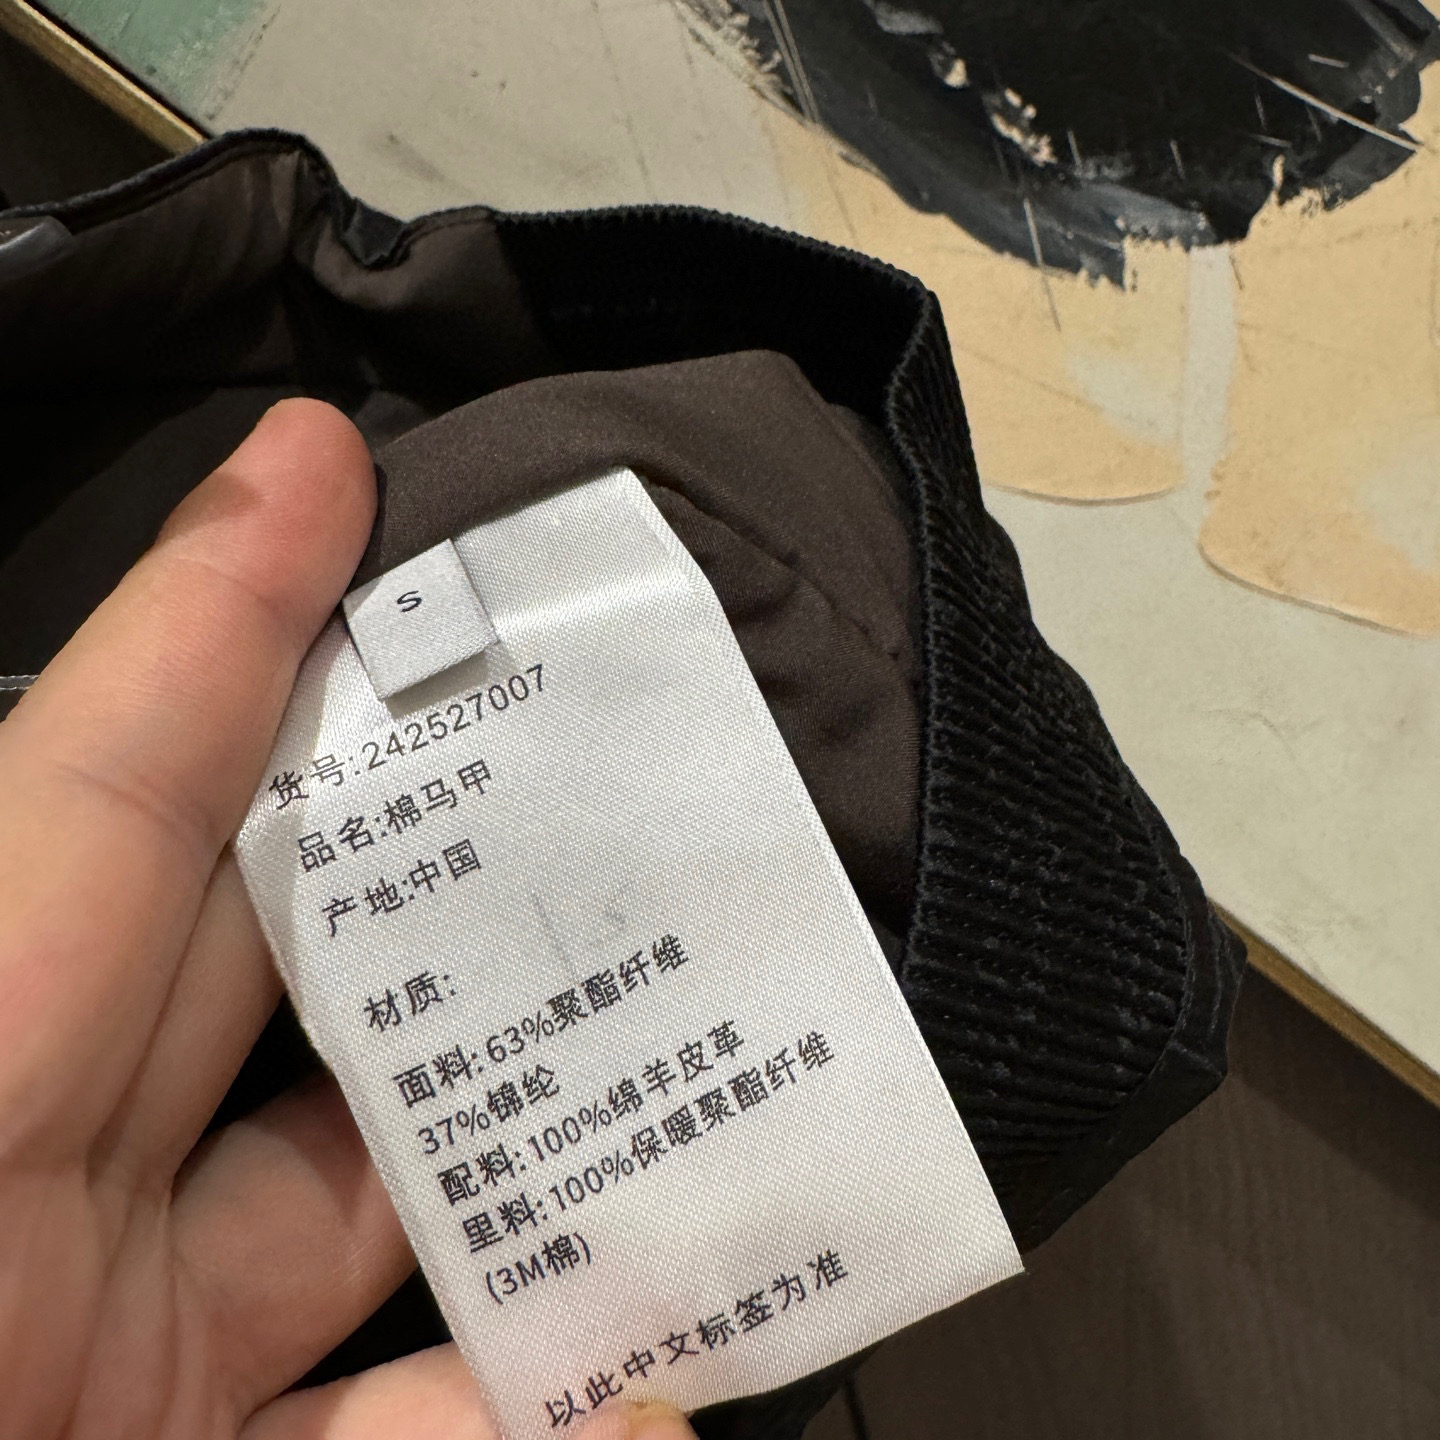 S
货号:242527007
品名:棉马甲
产地:中国
材质:
面料:63%聚酯纤维
37%锦纶
配料:100%绵羊皮革
里料:100%保暖聚酯纤维
(3M棉)
以此中文标签为准